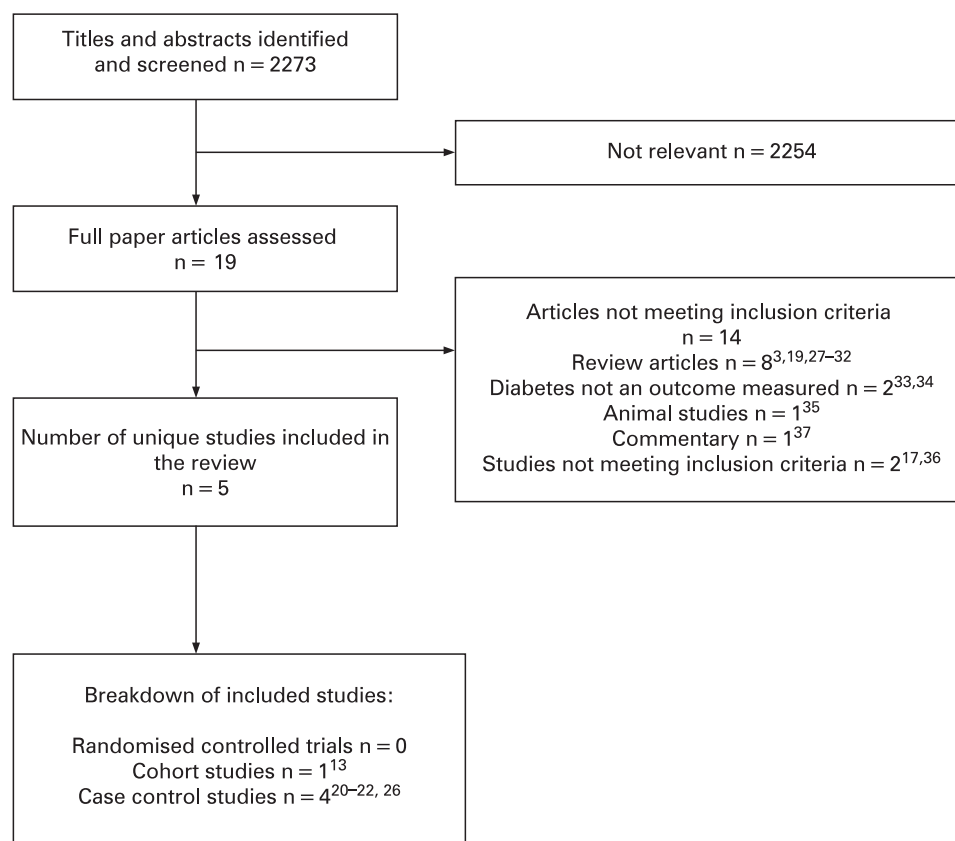 Titles and abstracts identified
and screened n = 2273
Not relevant n = 2254
Full paper articles assessed
n = 19
Articles not meeting inclusion criteria
n = 14
Review articles n = 8^3,19,27–32
Diabetes not an outcome measured n = 2^33,34
Animal studies n = 1^35
Commentary n = 1^37
Studies not meeting inclusion criteria n = 2^17,36
Number of unique studies included in
the review
n = 5
Breakdown of included studies:
Randomised controlled trials n = 0
Cohort studies n = 1^13
Case control studies n = 4^20–22, 26